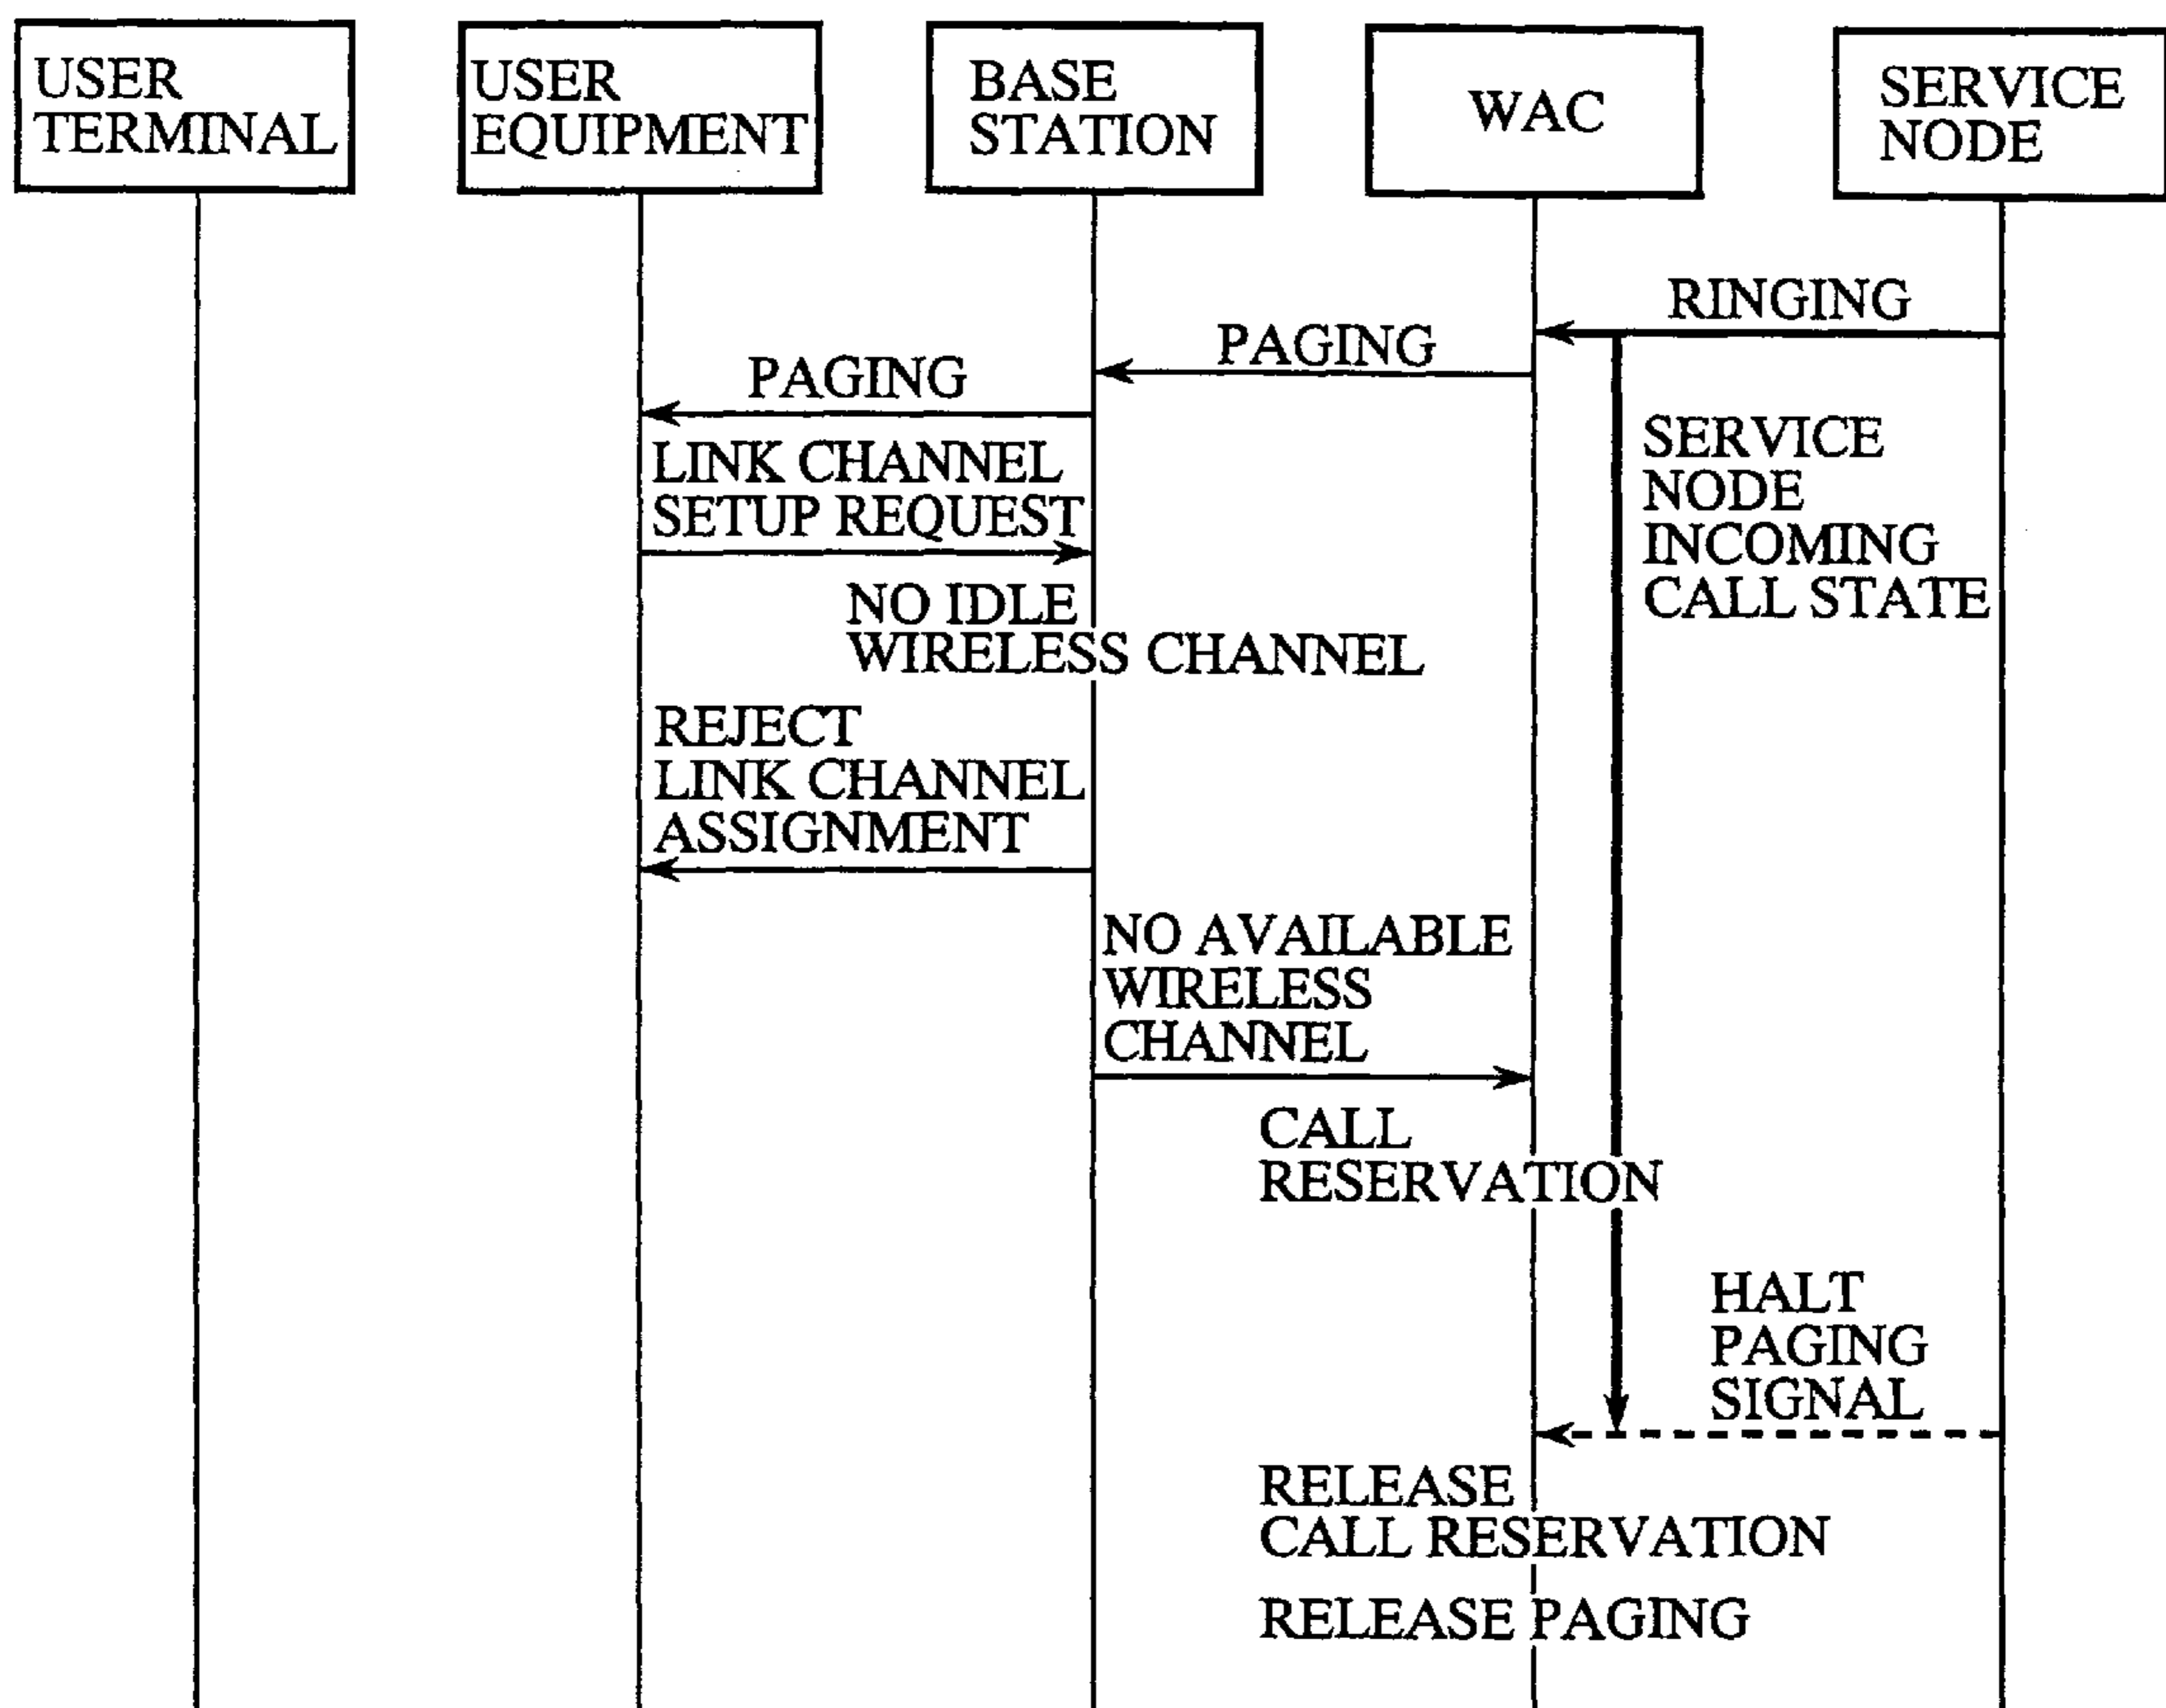 USER
TERMINAL
USER
EQUIPMENT
BASE
STATION
WAC
SERVICE
NODE
RINGING
PAGING
PAGING
LINK CHANNEL
SETUP REQUEST
SERVICE
NODE
INCOMING
CALL STATE
NO IDLE
WIRELESS CHANNEL
REJECT
LINK CHANNEL
ASSIGNMENT
NO AVAILABLE
WIRELESS
CHANNEL
CALL
RESERVATION
HALT
PAGING
SIGNAL
RELEASE
CALL RESERVATION
RELEASE PAGING